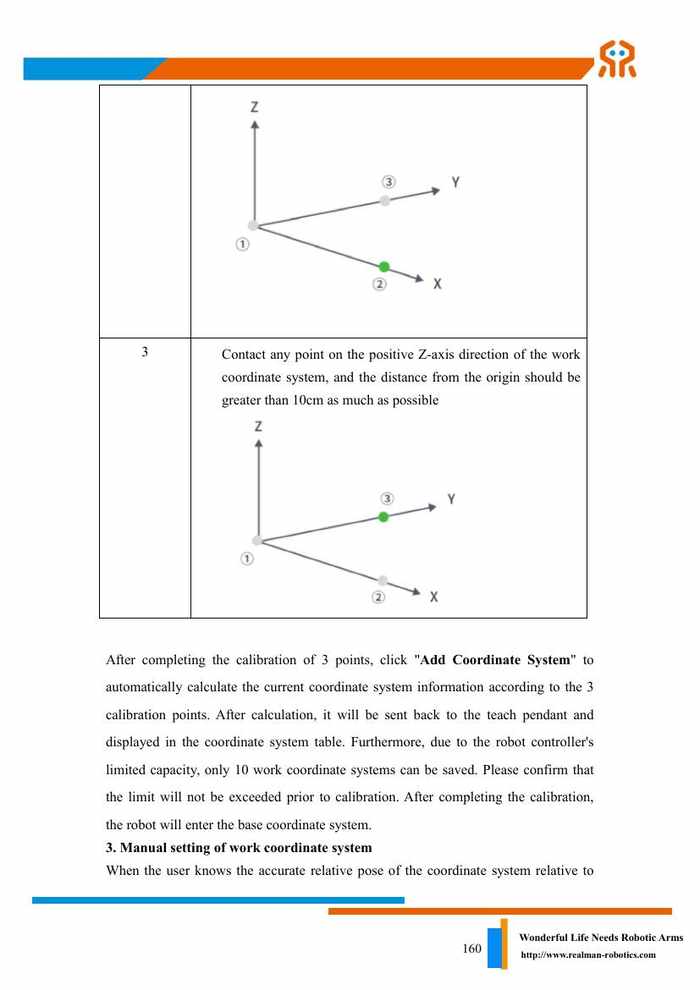 Z
③
Y
①
②
X
3
Contact any point on the positive Z-axis direction of the work
coordinate system, and the distance from the origin should be
greater than 10cm as much as possible
Z
③
Y
①
②
X
After completing the calibration of 3 points, click "Add Coordinate System" to
automatically calculate the current coordinate system information according to the 3
calibration points. After calculation, it will be sent back to the teach pendant and
displayed in the coordinate system table. Furthermore, due to the robot controller's
limited capacity, only 10 work coordinate systems can be saved. Please confirm that
the limit will not be exceeded prior to calibration. After completing the calibration,
the robot will enter the base coordinate system.
3. Manual setting of work coordinate system
When the user knows the accurate relative pose of the coordinate system relative to
160
Wonderful Life Needs Robotic Arms
http://www.realman-robotics.com